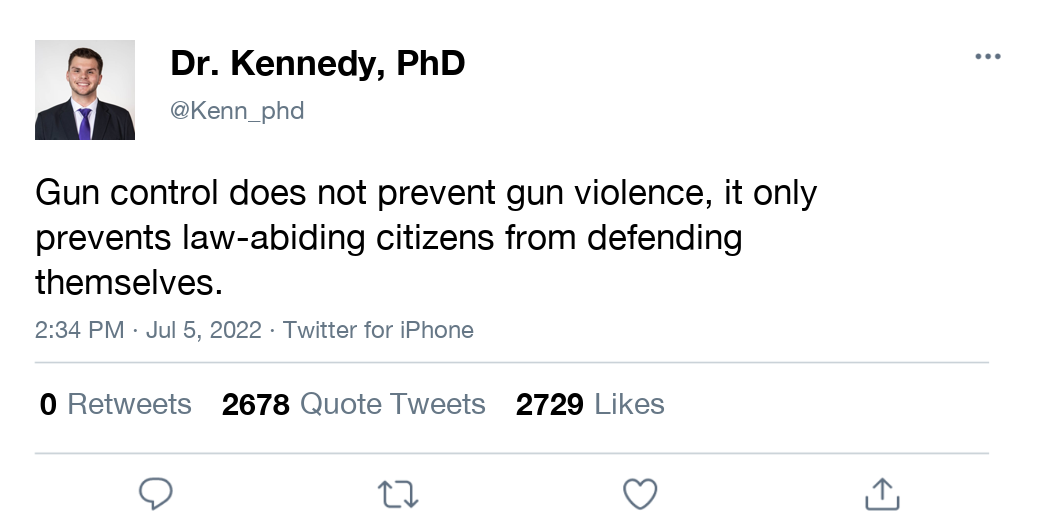 Dr. Kennedy, PhD
@Kenn_phd
Gun control does not prevent gun violence, it only
prevents law-abiding citizens from defending
themselves.
2:34 PM · Jul 5, 2022 · Twitter for iPhone
0 Retweets 2678 Quote Tweets 2729 Likes